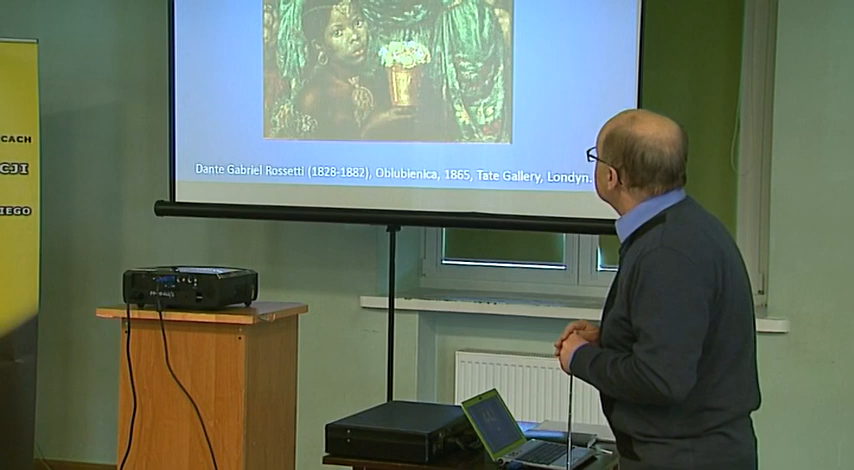 CACH
CJI
IEGO
Dante Gabriel Rossetti (1828-1882), Oblubienica, 1865, Tate Gallery, Londyn.